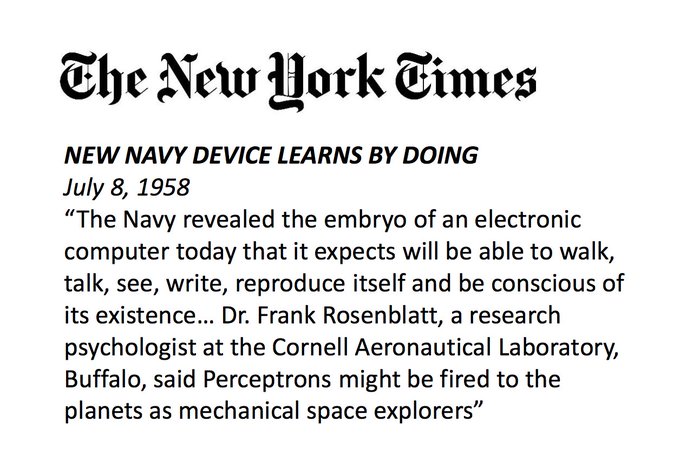 The New York Times
NEW NAVY DEVICE LEARNS BY DOING
July 8, 1958
“The Navy revealed the embryo of an electronic
computer today that it expects will be able to walk,
talk, see, write, reproduce itself and be conscious of
its existence… Dr. Frank Rosenblatt, a research
psychologist at the Cornell Aeronautical Laboratory,
Buffalo, said Perceptrons might be fired to the
planets as mechanical space explorers”